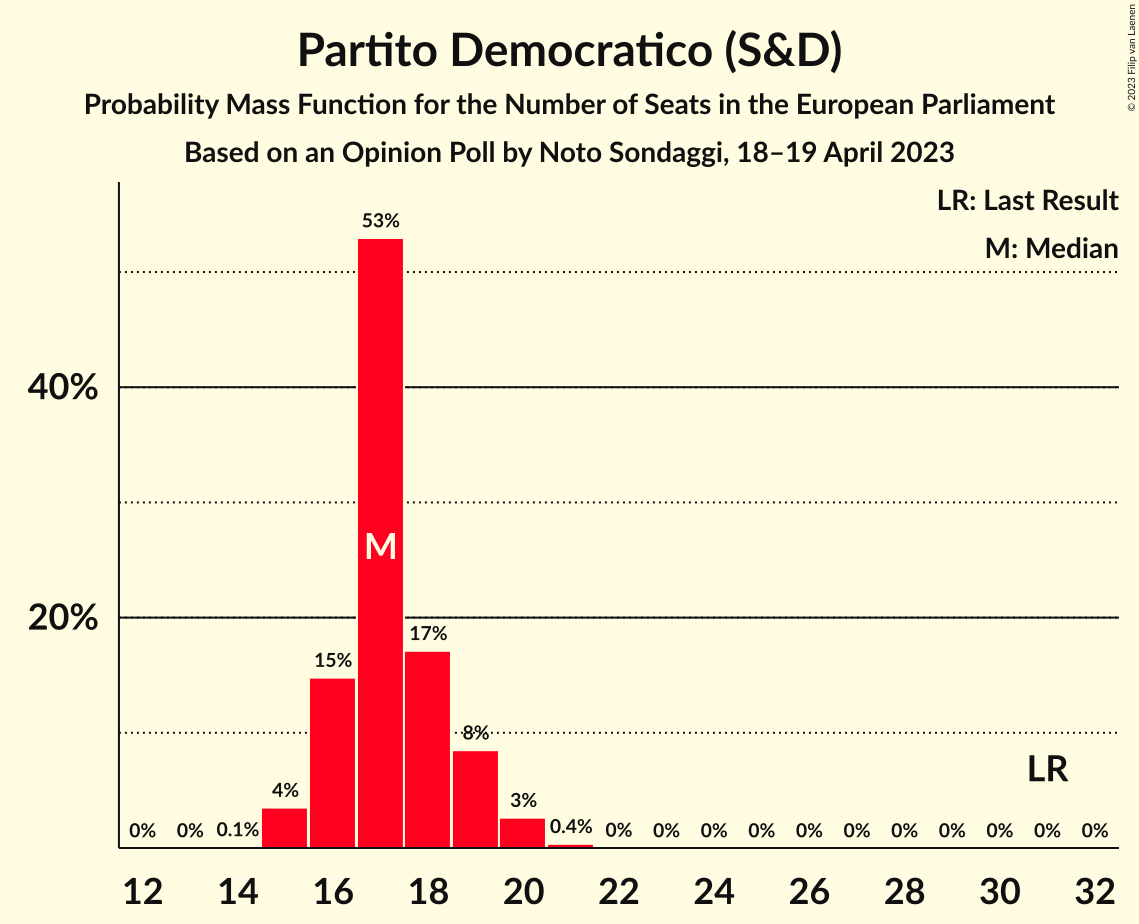 Partito Democratico (S&D)
Probability Mass Function for the Number of Seats in the European Parliament
Based on an Opinion Poll by Noto Sondaggi, 18–19 April 2023
© 2023 Filip van Laenen
LR: Last Result
M: Median
53%
40%
M
20%
17%
15%
8%
LR
4%
3%
0% 0% 0.1% 0.4% 0% 0% 0% 0% 0% 0% 0% 0% 0% 0% 0%
12 14 16 18 20 22 24 26 28 30 32